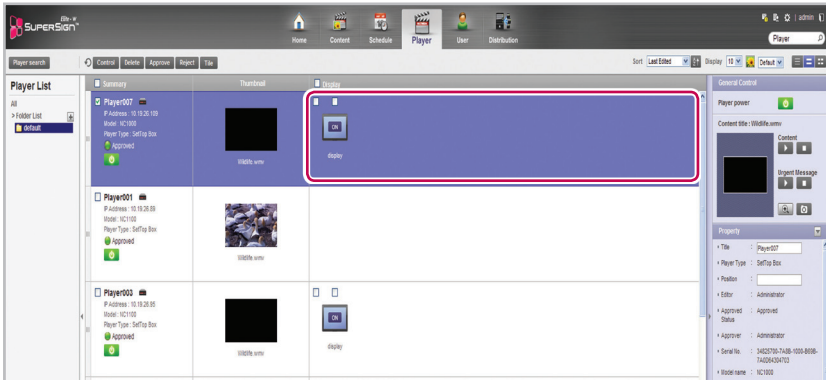 Elite-w
SUPERSIGN
Home
Content
Schedule
Player
User
Distribution
admin
Player
Player search
Control
Delete
Approve
Reject
Tile
Sort
Last Edited
Display
10
Default
Player List
All
> Folder List
default
Summary
Thumbnail
Display
Player007
IP Address : 10.19.26.109
Model : NC1000
Player Type : SetTop Box
Approved
Wildlife.wmv
ON
display
Player001
IP Address : 10.19.26.89
Model : NC1100
Player Type : SetTop Box
Approved
Wildlife.wmv
Player003
IP Address : 10.19.26.95
Model : NC1100
Player Type : SetTop Box
Approved
Wildlife.wmv
ON
display
General Control
Player power
Content title : Wildlife.wmv
Content
Urgent Message
Property
Title : Player007
Player Type : SetTop Box
Position :
Editor : Administrator
Approved Status : Approved
Approver : Administrator
Serial No. :
Model name : NC1000